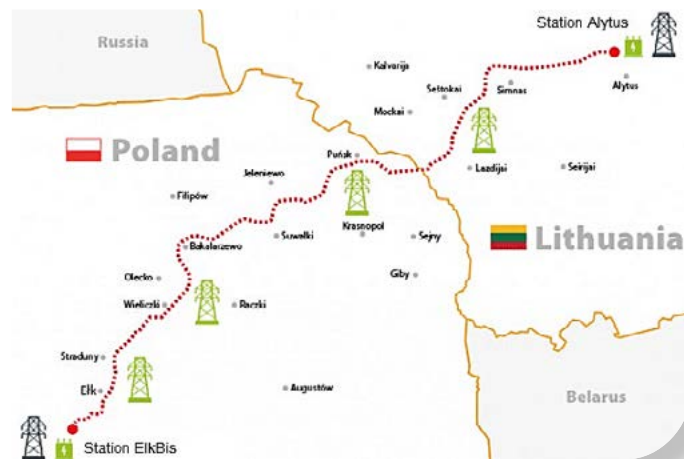 Station Alytus
Russia
Kalvarija
Seštokai
Simnas
Alytus
Mockai
Poland
Puńsk
Lazdijai
Seirijai
Jeleniewo
Filipów
Krasnopol
Suwałki
Sejny
Lithuania
Bakałarzewo
Giby
Olecko
Wieliczki
Raczki
Straduny
Ełk
Augustów
Belarus
Station ElkBis